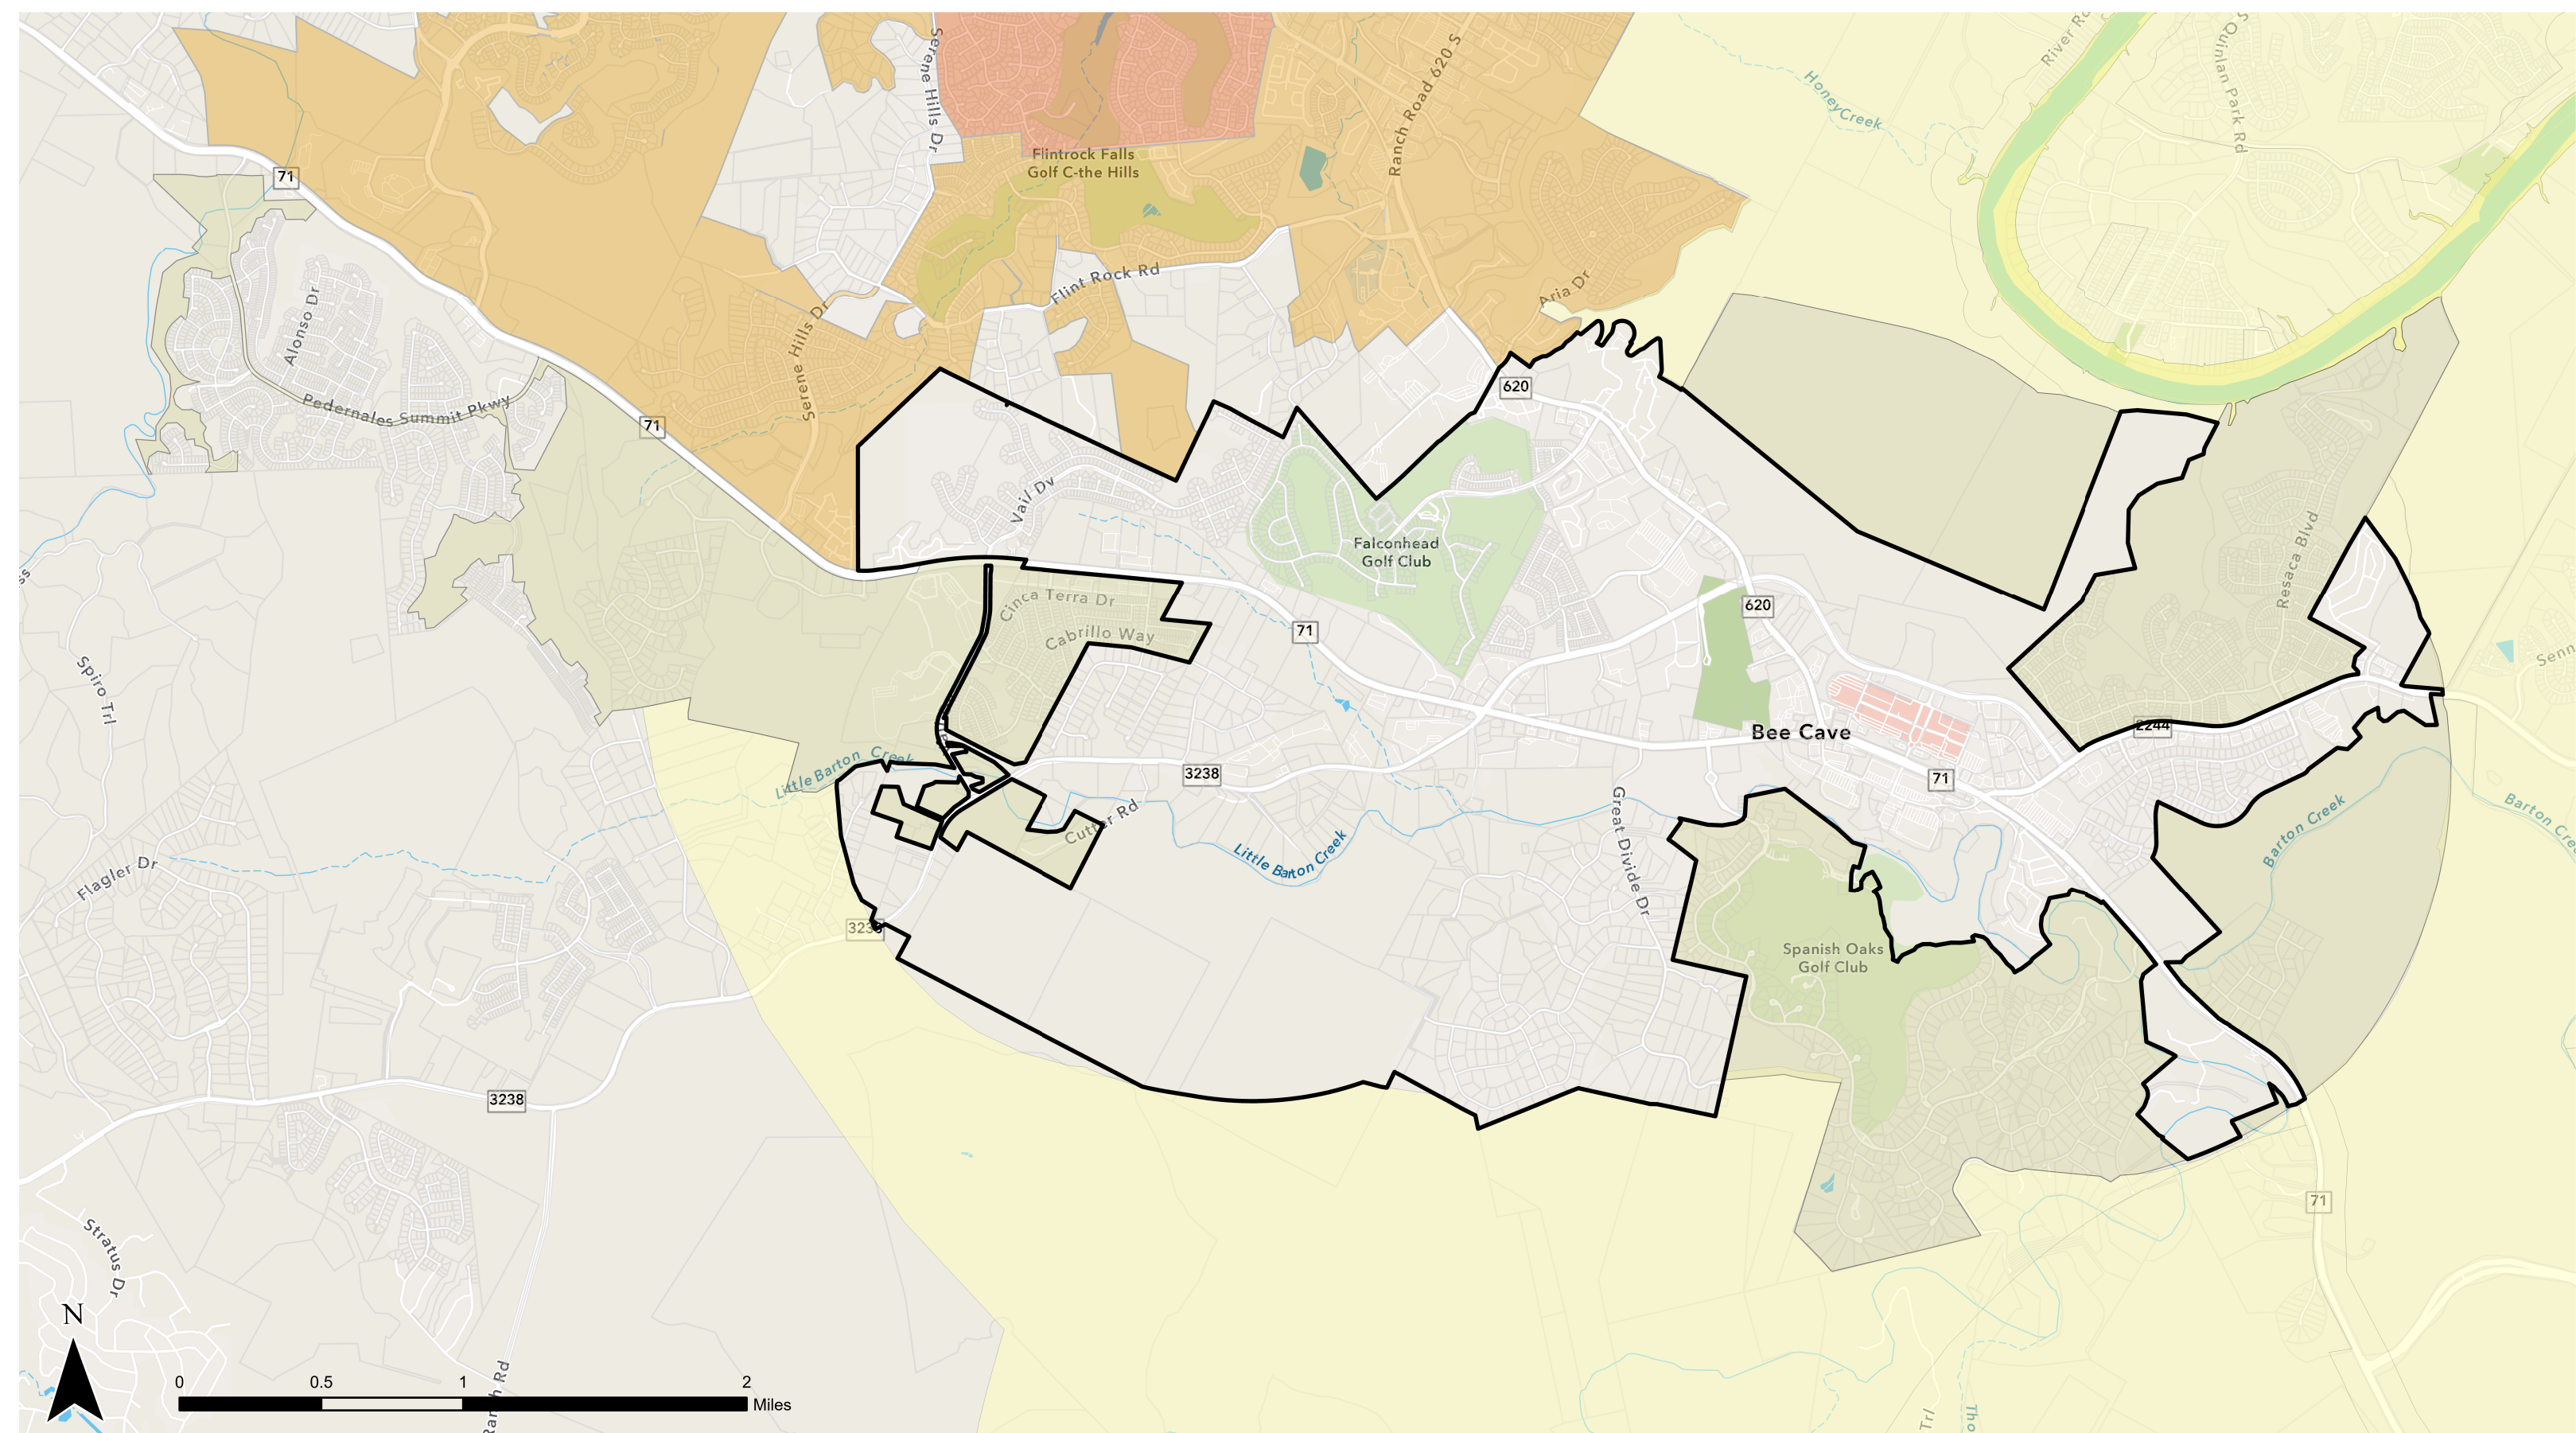 River Rd
Quinlan Park Rd
Serene Hills Dr
Ranch Road 620 S
Honey Creek
Flintrock Falls
Golf C-the Hills
71
Flint Rock Rd
Aria Dr
Alonso Dr
Serene Hills Dr
620
Pedernales Summit Pkwy
71
Vail Dv
Falconhead
Golf Club
Resaca Blvd
Cinca Terra Dr
620
Cabrillo Way
71
Senn
Spiro Trl
Bee Cave
2244
Little Barton Creek
3238
71
Cutter Rd
Great Divide Dr
Barton Creek
Barton Cree
Little Barton Creek
Flagler Dr
3238
Spanish Oaks
Golf Club
3238
71
Stratus Dr
N
0 0.5 1 2
Miles
Ranch Rd
Trl
Tho